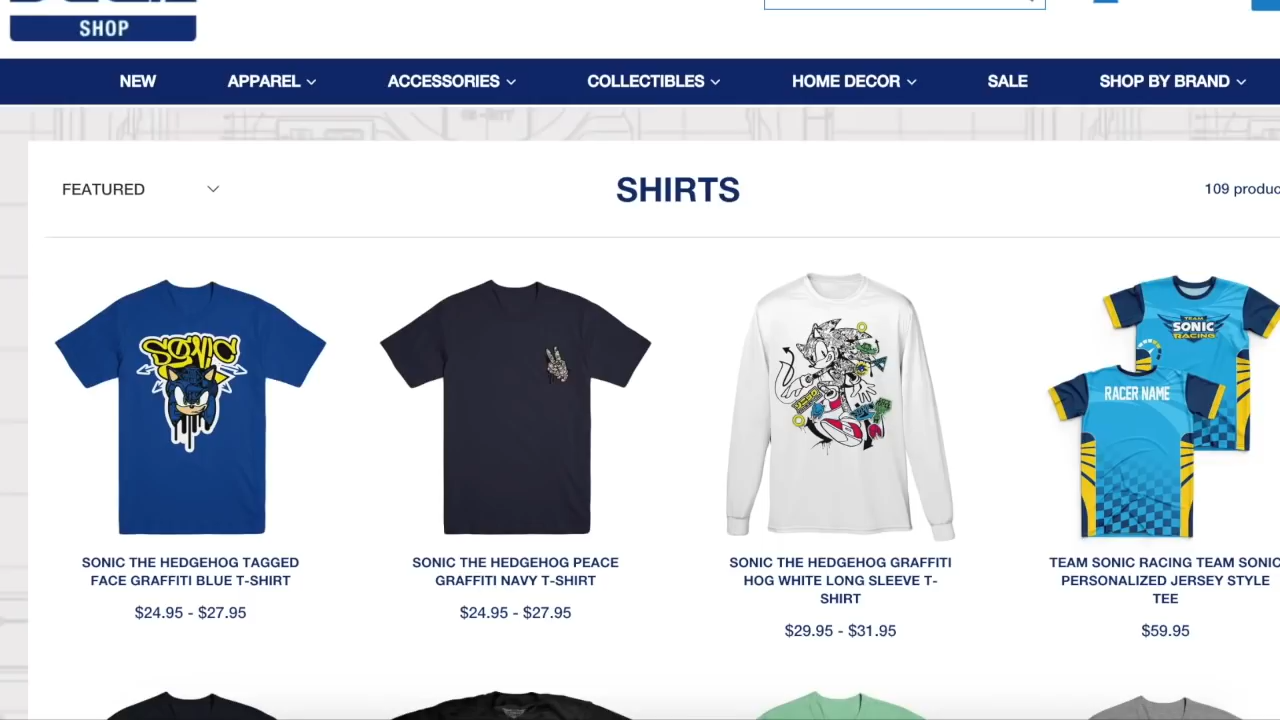 SHOP
NEW APPAREL ACCESSORIES COLLECTIBLES HOME DECOR SALE SHOP BY BRAND
FEATURED
SHIRTS
109 produc
SONIC
TEAM
SONIC
RACING
RACER NAME
SONIC THE HEDGEHOG TAGGED
FACE GRAFFITI BLUE T-SHIRT
$24.95 - $27.95
SONIC THE HEDGEHOG PEACE
GRAFFITI NAVY T-SHIRT
$24.95 - $27.95
SONIC THE HEDGEHOG GRAFFITI
HOG WHITE LONG SLEEVE T-
SHIRT
$29.95 - $31.95
TEAM SONIC RACING TEAM SONIC
PERSONALIZED JERSEY STYLE
TEE
$59.95